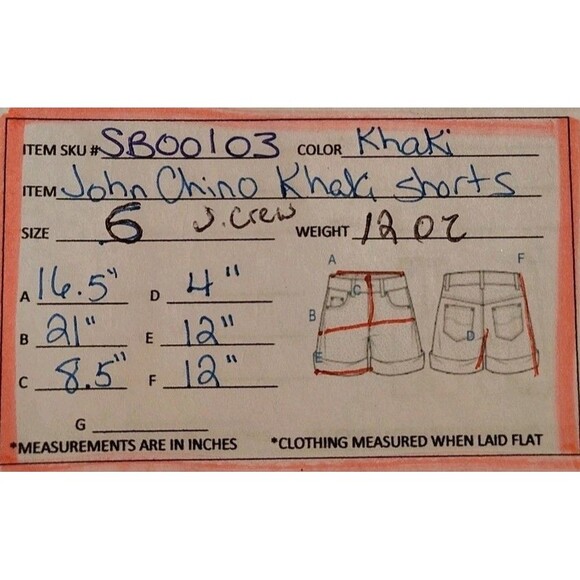 ITEM SKU # SB00103 COLOR Khaki
ITEM John Chino Khaki shorts
SIZE 6 J.Crew WEIGHT 12 oz
A 16.5" D 4"
B 21" E 12"
C 8.5" F 12"
G
A F
C
B
D
E
*MEASUREMENTS ARE IN INCHES *CLOTHING MEASURED WHEN LAID FLAT